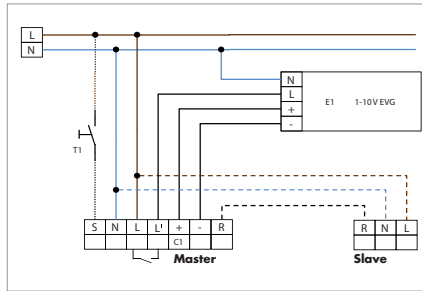 L
N
N
L
+
-
E1 1-10V EVG
T1
S N L L' + - R
C1
R N L
Master
Slave